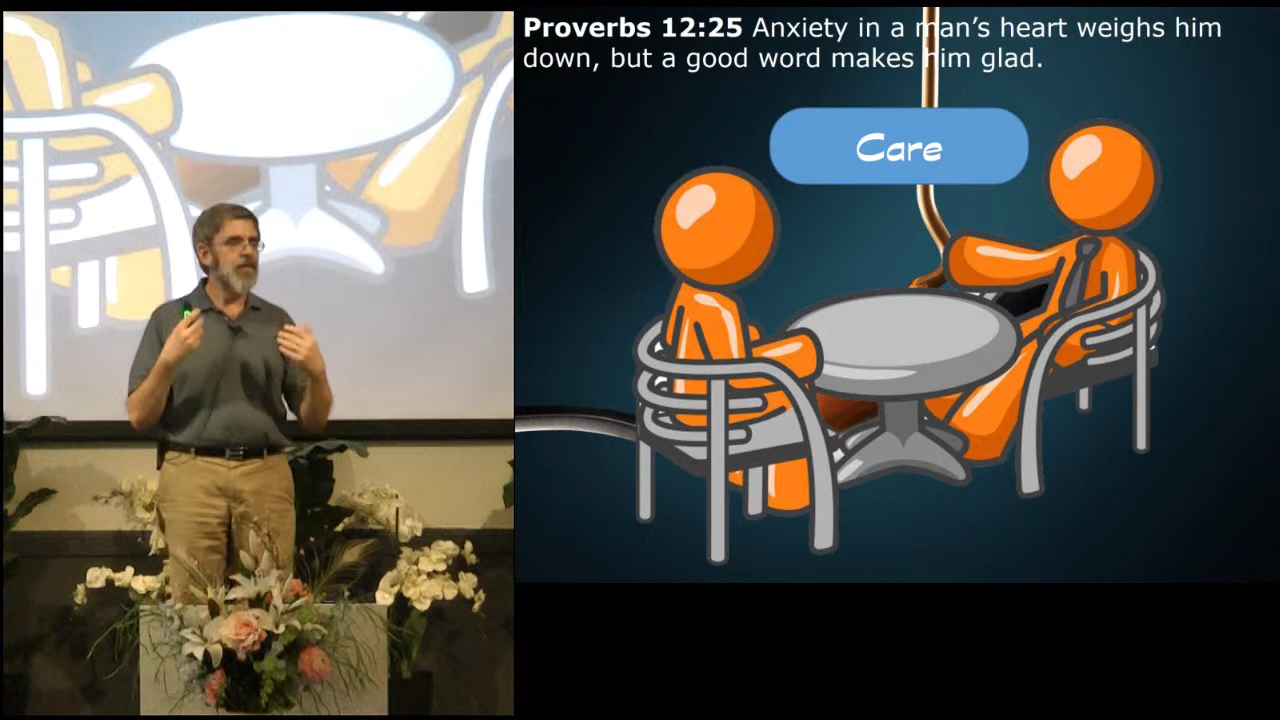 Proverbs 12:25 Anxiety in a man's heart weighs him
down, but a good word makes him glad.
Care